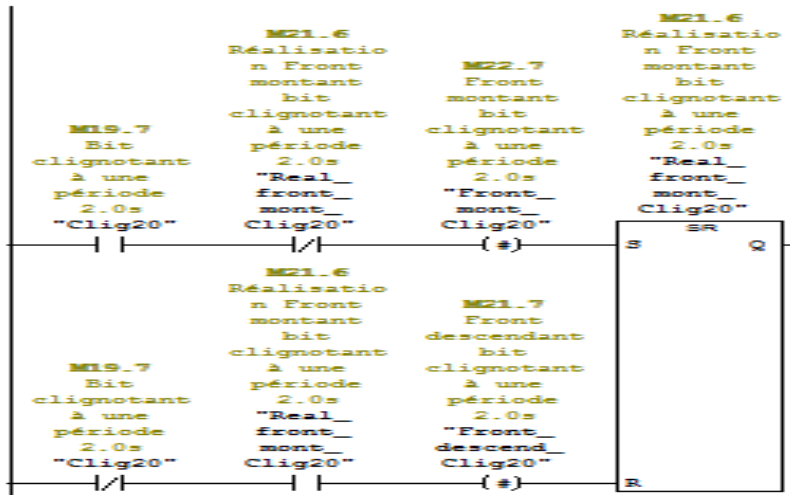 M21.6
Réalisatio
n Front
montant
bit
clignotant
à une
période
2.0s
"Real_
front_
mont_
Clig20"
M22.7
Front
montant
bit
clignotant
à une
période
2.0s
"Front_
mont_
Clig20"
M19.7
Bit
clignotant
à une
période
2.0s
"Clig20"
M21.6
Réalisatio
n Front
montant
bit
clignotant
à une
période
2.0s
"Real_
front_
mont_
Clig20"
SR
S
Q
M21.6
Réalisatio
n Front
montant
bit
clignotant
à une
période
2.0s
"Real_
front_
mont_
Clig20"
M21.7
Front
descendant
bit
clignotant
à une
période
2.0s
"Front_
descend_
Clig20"
M19.7
Bit
clignotant
à une
période
2.0s
"Clig20"
(#)
(#)
R